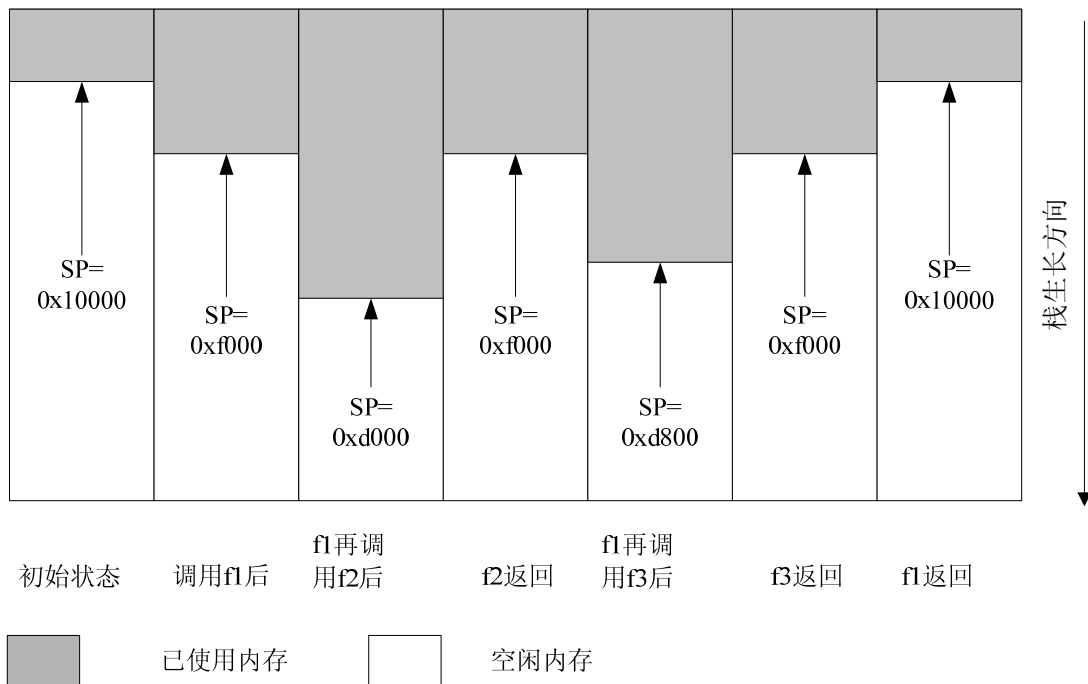 SP=
0x10000
SP=
0xf000
SP=
0xd000
SP=
0xf000
SP=
0xd800
SP=
0xf000
SP=
0x10000
栈生长方向
初始状态
调用f1后
f1再调
用f2后
f2返回
f1再调
用f3后
f3返回
f1返回
已使用内存
空闲内存